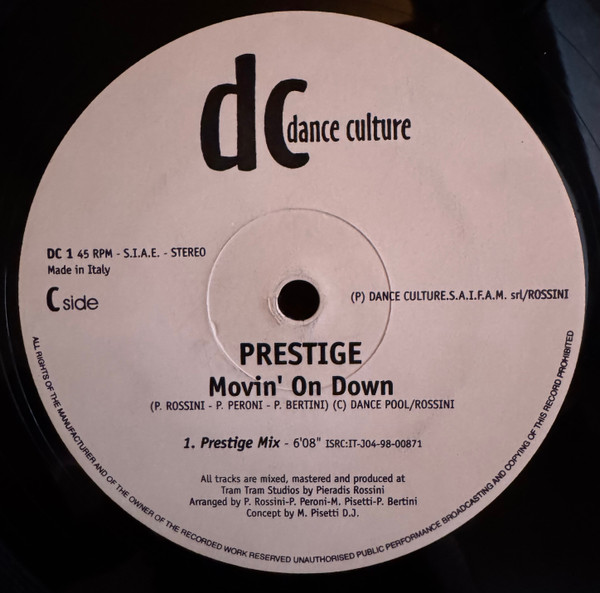 dc dance culture
DC 1 45 RPM - S.I.A.E. - STEREO
Made in Italy
C side
(P) DANCE CULTURE.S.A.I.F.A.M. srl/ROSSINI
PRESTIGE
Movin' On Down
(P. ROSSINI - P. PERONI - P. BERTINI) (C) DANCE POOL/ROSSINI
1. Prestige Mix - 6'08" ISRC:IT-J04-98-00871
All tracks are mixed, mastered and produced at
Tram Tram Studios by Pieradis Rossini
Arranged by P. Rossini-P. Peroni-M. Pisetti-P. Bertini
Concept by M. Pisetti D.J.
ALL RIGHTS OF THE MANUFACTURER AND OF THE OWNER OF THE RECORDED WORK RESERVED UNAUTHORISED PUBLIC PERFORMANCE BROADCASTING AND COPYING OF THIS RECORD PROHIBITED